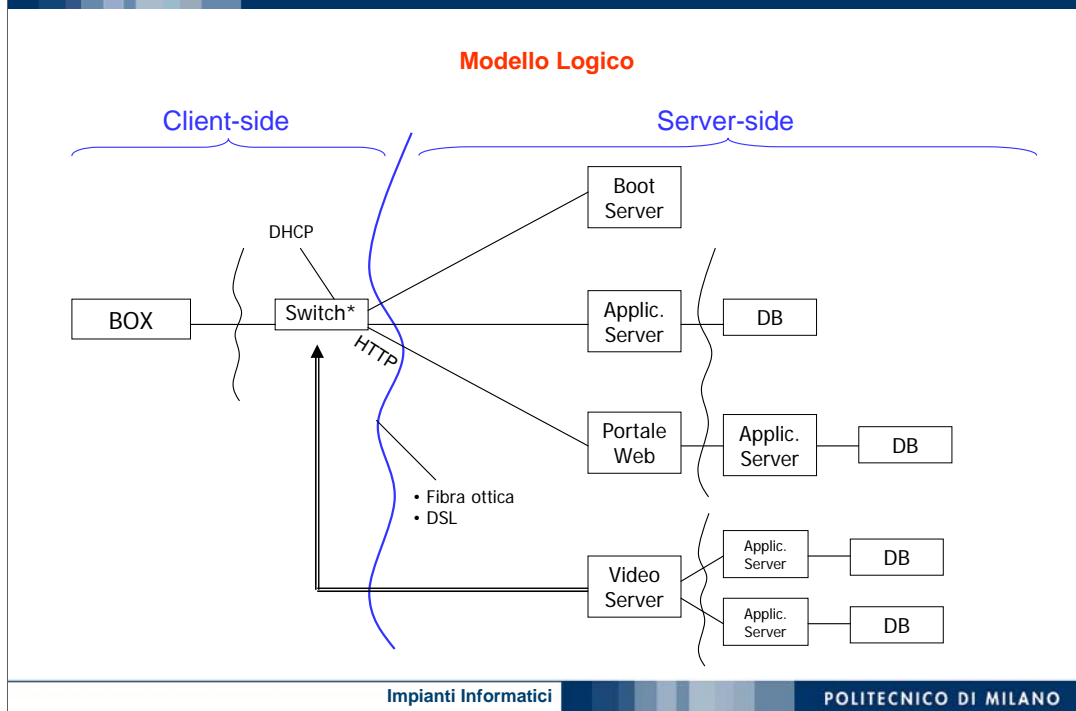 Modello Logico
Client-side
Server-side
Boot
Server
DHCP
BOX
Switch*
Applic.
Server
DB
HTTP
Portale
Web
Applic.
Server
DB
• Fibra ottica
• DSL
Video
Server
Applic.
Server
DB
Applic.
Server
DB
Impianti Informatici
POLITECNICO DI MILANO